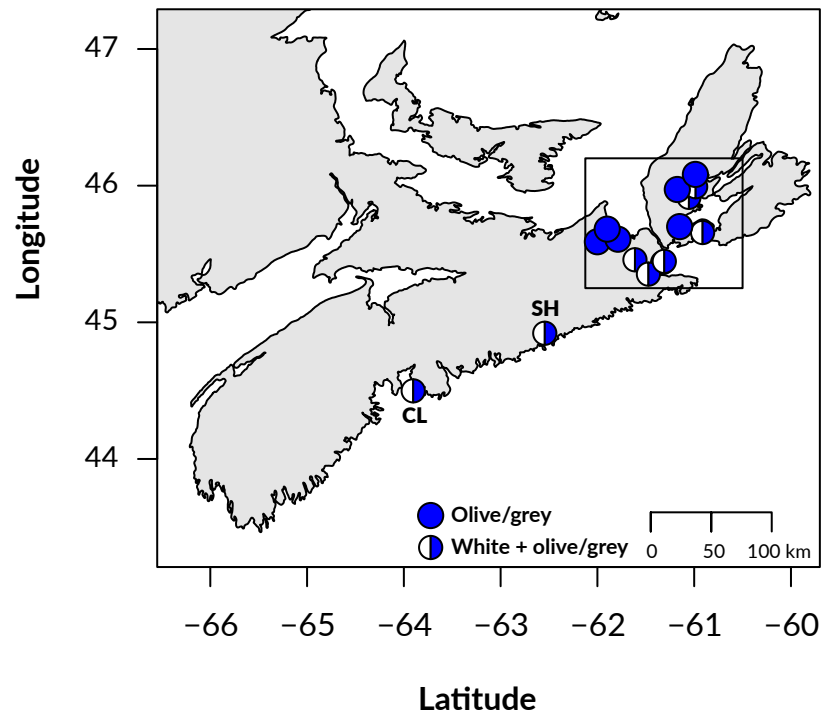 47
46
45
44
Longitude
SH
CL
Olive/grey
White + olive/grey
0 50 100 km
−66 −65 −64 −63 −62 −61 −60
Latitude